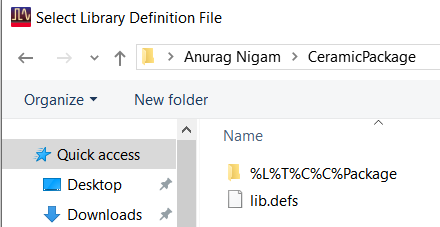 Select Library Definition File
Anurag Nigam > CeramicPackage
Organize New folder
Name
Quick access
%L%T%C%C%Package
Desktop
lib.defs
Downloads